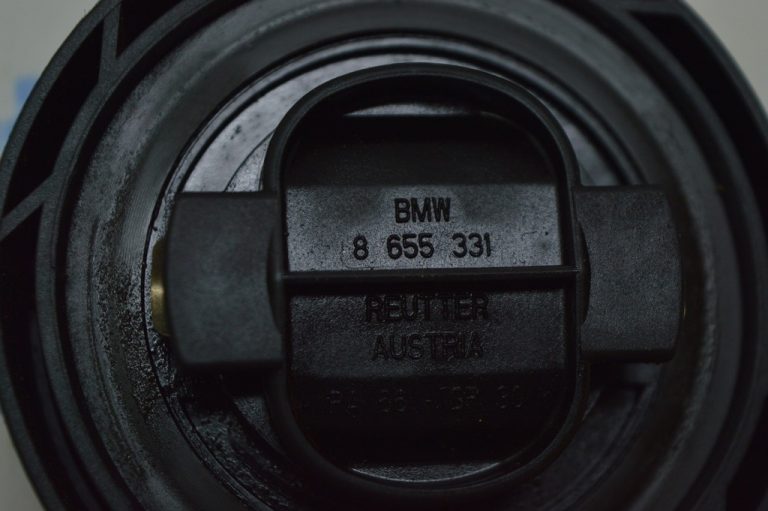 BMW
8 655 331
REUTTER
AUSTRIA